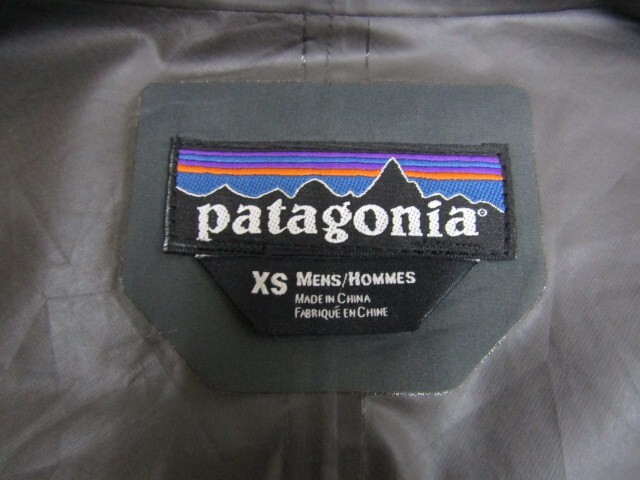 patagonia®
XS MENS/HOMMES
MADE IN CHINA
FABRIQUÉ EN CHINE